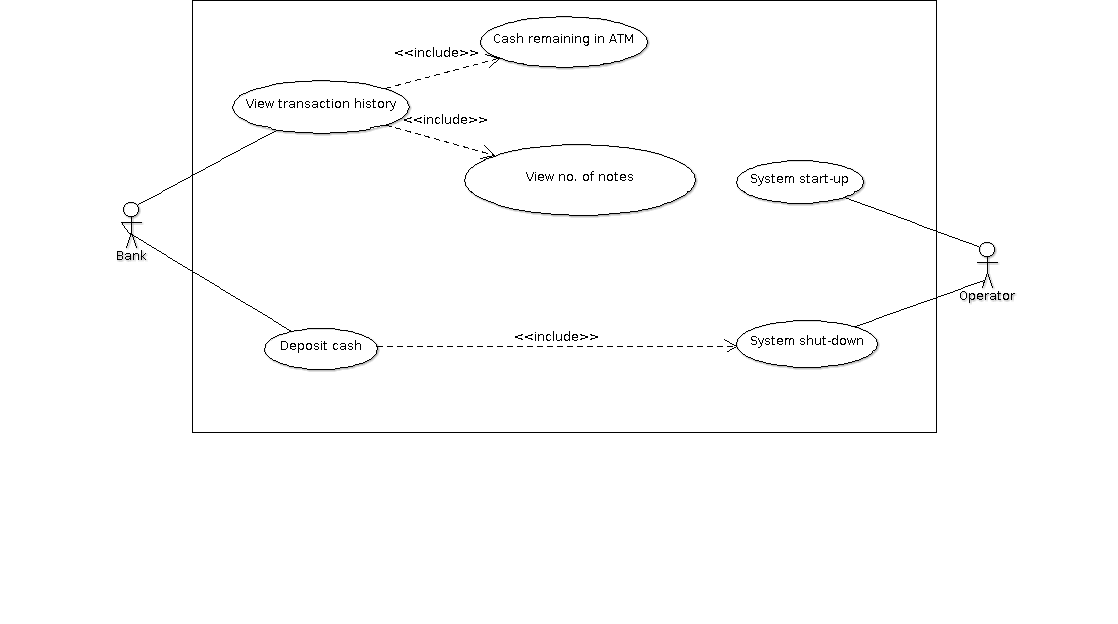 Cash remaining in ATM
<<include>>
View transaction history
<<include>>
View no. of notes
System start-up
Bank
Operator
<<include>>
Deposit cash
System shut-down